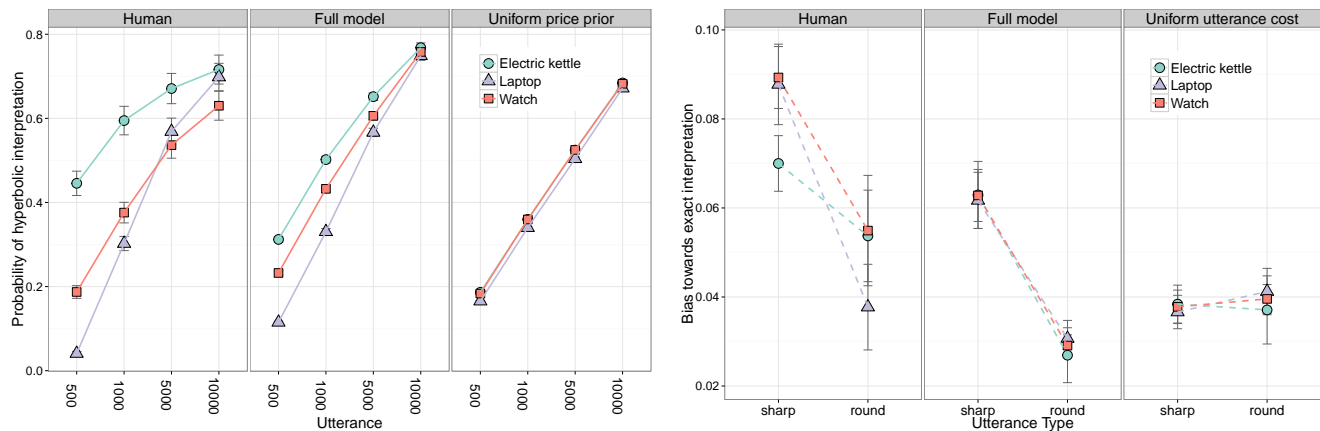 Human
Full model
Uniform price prior
Probability of hyperbolic interpretation
0.8
0.6
0.4
0.2
0.0
Electric kettle
Laptop
Watch
500
1000
5000
10000
500
1000
5000
10000
500
1000
5000
10000
Utterance
Human
Full model
Uniform utterance cost
Bias towards exact interpretation
0.10
0.08
0.06
0.04
0.02
Electric kettle
Laptop
Watch
sharp
round
sharp
round
sharp
round
Utterance Type